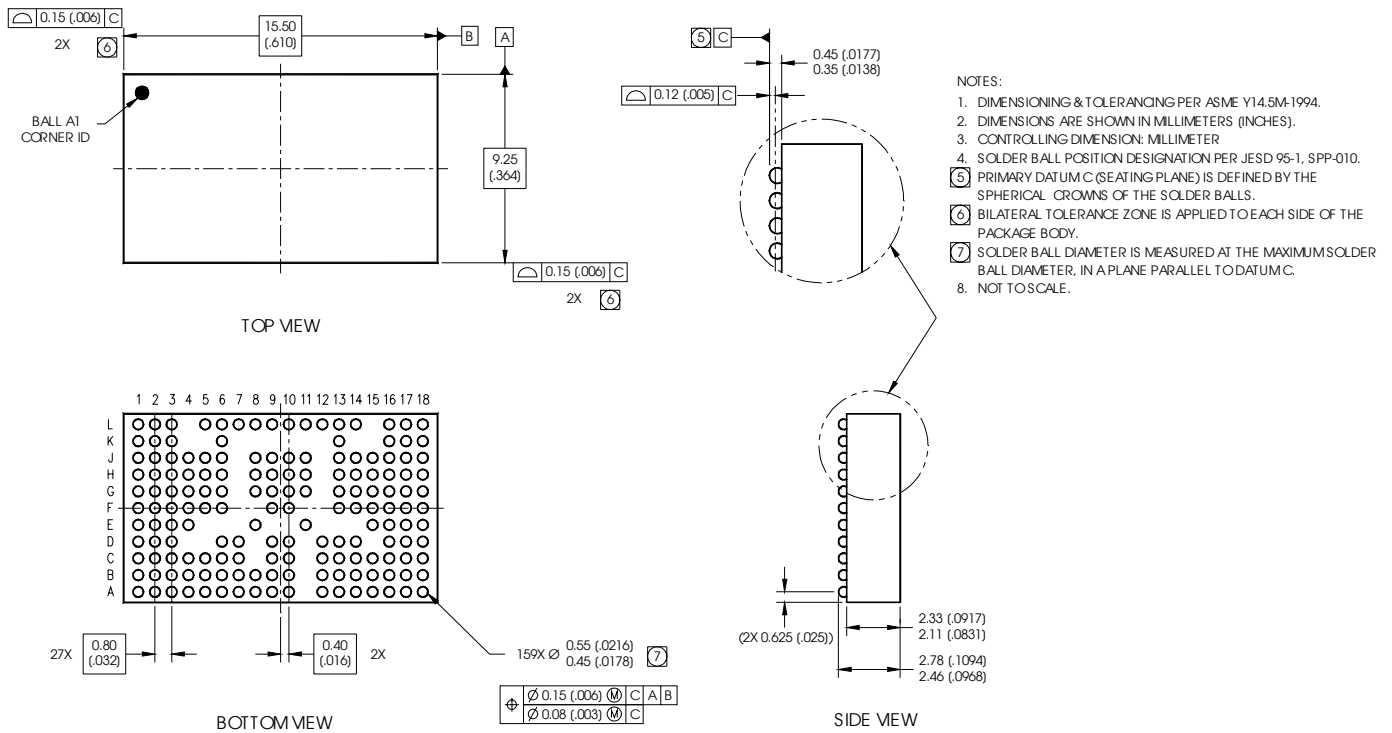 0.15 [.006] C
2X 6
15.50
[.610]
B
A
BALL A1
CORNER ID
9.25
[.364]
0.15 [.006] C
2X 6
TOP VIEW
5 C
0.45 [.0177]
0.35 [.0138]
0.12 [.005] C
NOTES:
1. DIMENSIONING & TOLERANCING PER ASME Y14.5M-1994.
2. DIMENSIONS ARE SHOWN IN MILLIMETERS [INCHES].
3. CONTROLLING DIMENSION: MILLIMETER
4. SOLDER BALL POSITION DESIGNATION PER JESD 95-1, SPP-010.
5 PRIMARY DATUM C (SEATING PLANE) IS DEFINED BY THE
SPHERICAL CROWNS OF THE SOLDER BALLS.
6 BILATERAL TOLERANCE ZONE IS APPLIED TO EACH SIDE OF THE
PACKAGE BODY.
7 SOLDER BALL DIAMETER IS MEASURED AT THE MAXIMUM SOLDER
BALL DIAMETER, IN A PLANE PARALLEL TO DATUM C.
8. NOT TO SCALE.
1 2 3 4 5 6 7 8 9 10 11 12 13 14 15 16 17 18
L
K
J
H
G
F
E
D
C
B
A
27X
0.80
[.032]
0.40
[.016]
2X
159X Ø 0.55 [.0216]
0.45 [.0178]
7
⌖ Ø 0.15 [.006] Ⓜ C A B
Ø 0.08 [.003] Ⓜ C
BOTTOM VIEW
(2X 0.625 [.025])
2.33 [.0917]
2.11 [.0831]
2.78 [.1094]
2.46 [.0968]
SIDE VIEW